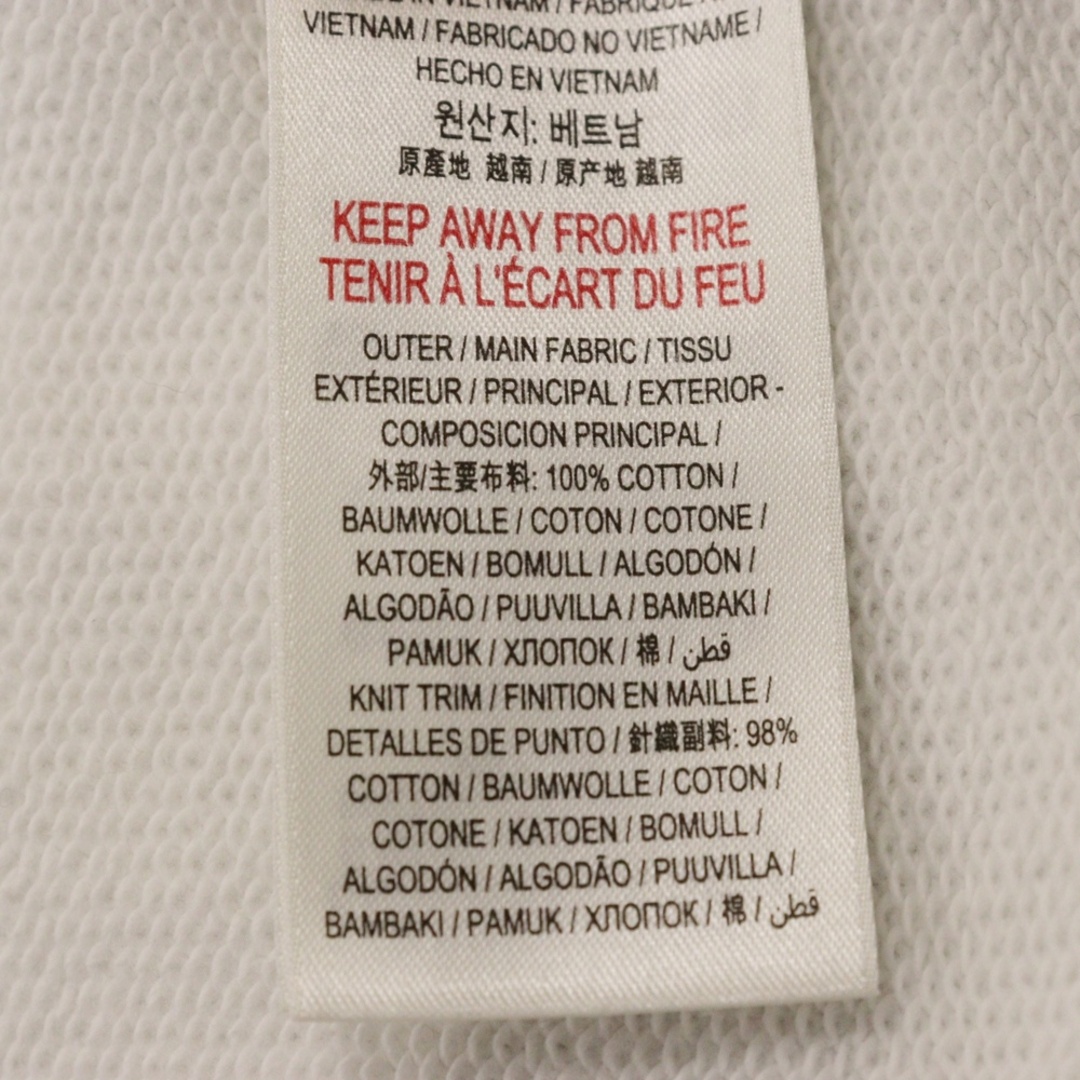 IN VIETNAM / FABRIQUÉ
VIETNAM / FABRICADO NO VIETNAME /
HECHO EN VIETNAM
원산지: 베트남
原產地 越南 / 原产地 越南
KEEP AWAY FROM FIRE
TENIR À L'ÉCART DU FEU
OUTER / MAIN FABRIC / TISSU
EXTÉRIEUR / PRINCIPAL / EXTERIOR -
COMPOSICION PRINCIPAL /
外部/主要布料: 100% COTTON /
BAUMWOLLE / COTON / COTONE /
KATOEN / BOMULL / ALGODÓN /
ALGODÃO / PUUVILLA / BAMBAKI /
PAMUK / ХЛОПОК / 棉 / قطن
KNIT TRIM / FINITION EN MAILLE /
DETALLES DE PUNTO / 針織副料: 98%
COTTON / BAUMWOLLE / COTON /
COTONE / KATOEN / BOMULL /
ALGODÓN / ALGODÃO / PUUVILLA /
BAMBAKI / PAMUK / ХЛОПОК / 棉 / قطن